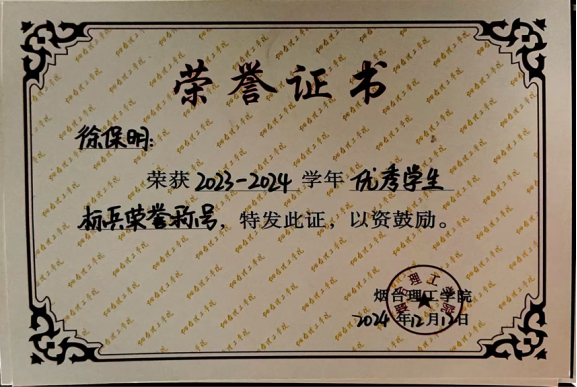 荣誉证书
徐保明:
荣获2023-2024学年优秀学生
标兵荣誉称号,特发此证,以资鼓励。
烟台理工学院
2024年12月12日